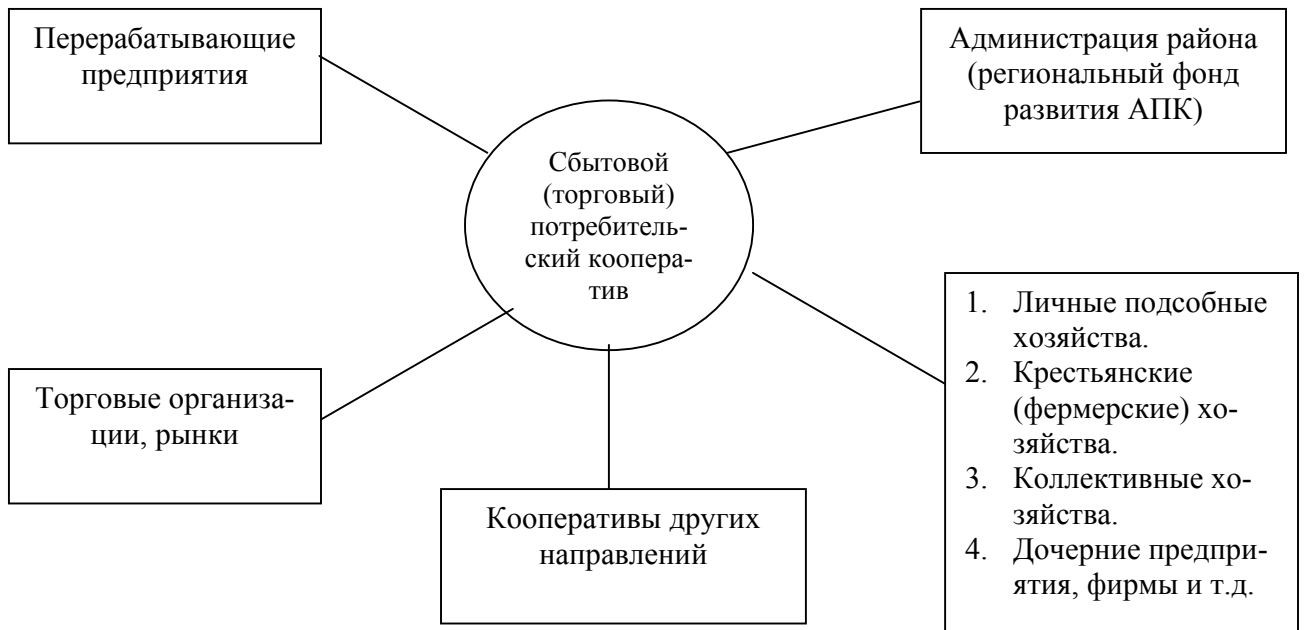 Перерабатывающие
предприятия
Администрация района
(региональный фонд
развития АПК)
Сбытовой
(торговый)
потребитель-
ский коопера-
тив
Торговые организа-
ции, рынки
Кооперативы других
направлений
1. Личные подсобные
хозяйства.
2. Крестьянские
(фермерские) хо-
зяйства.
3. Коллективные хо-
зяйства.
4. Дочерние предпри-
ятия, фирмы и т.д.